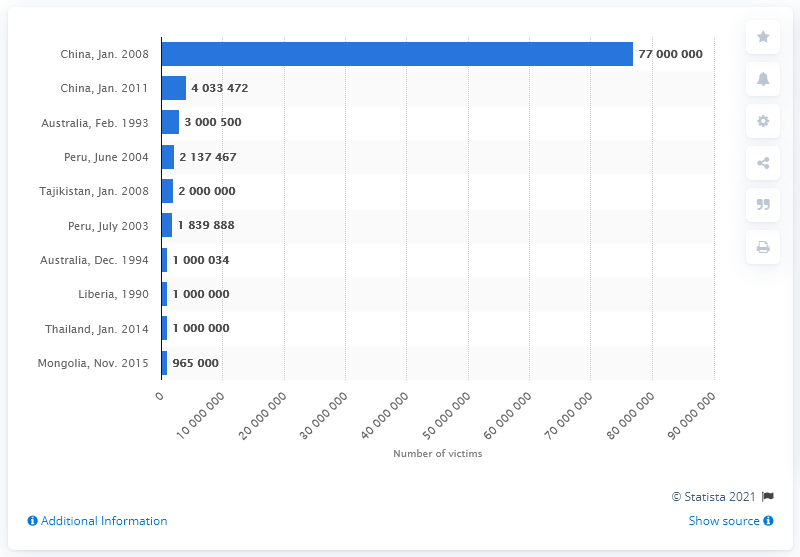 China, Jan. 2008 77 000 000
China, Jan. 2011 4 033 472
Australia, Feb. 1993 3 000 500
Peru, June 2004 2 137 467
Tajikistan, Jan. 2008 2 000 000
Peru, July 2003 1 839 888
Australia, Dec. 1994 1 000 034
Liberia, 1990 1 000 000
Thailand, Jan. 2014 1 000 000
Mongolia, Nov. 2015 965 000
0 10 000 000 20 000 000 30 000 000 40 000 000 50 000 000 60 000 000 70 000 000 80 000 000 90 000 000
Number of victims
© Statista 2021
Additional Information Show source